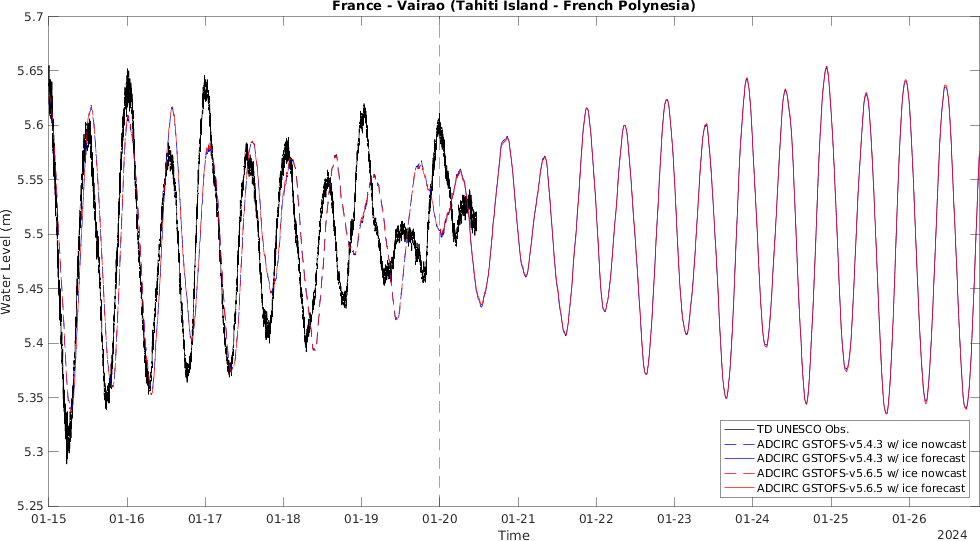 France - Vairao (Tahiti Island - French Polynesia)
5.7
5.65
5.6
5.55
5.5
5.45
5.4
5.35
5.3
5.25
Water Level (m)
TD UNESCO Obs.
ADCIRC GSTOFS-v5.4.3 w/ ice nowcast
ADCIRC GSTOFS-v5.4.3 w/ ice forecast
ADCIRC GSTOFS-v5.6.5 w/ ice nowcast
ADCIRC GSTOFS-v5.6.5 w/ ice forecast
01-15 01-16 01-17 01-18 01-19 01-20 01-21 01-22 01-23 01-24 01-25 01-26
Time
2024